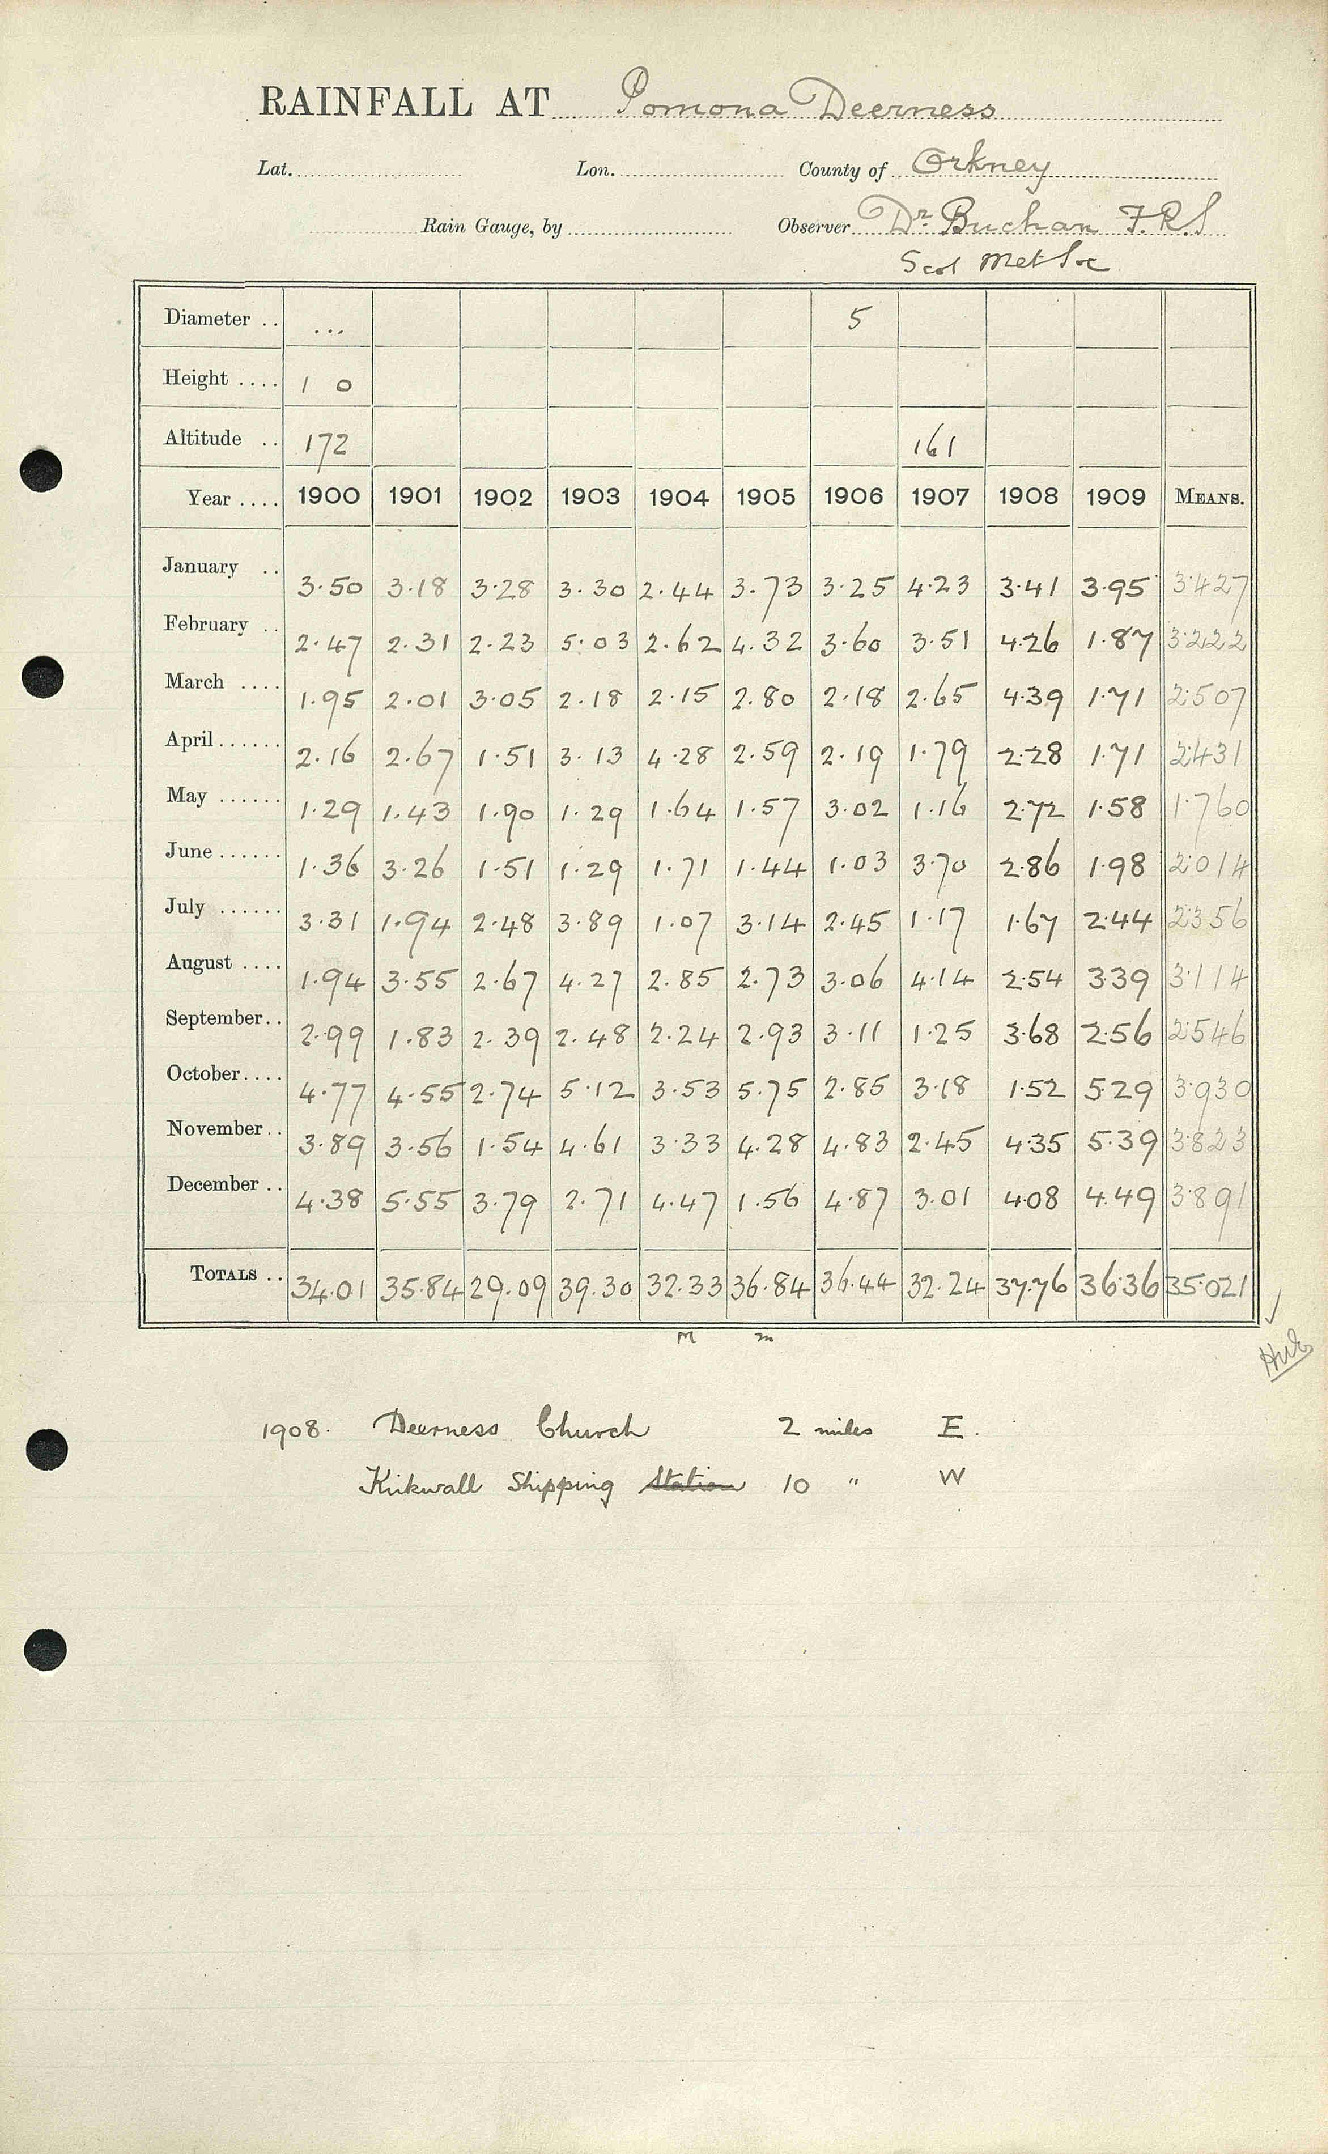 RAINFALL AT Pomona Deerness
Lat. Lon. County of Orkney
Rain Gauge, by Observer Dr. Buchan F.R.S
Scot Met Soc
Diameter .. ... 5
Height .... 1 0
Altitude .. 172 161
Year .... 1900 1901 1902 1903 1904 1905 1906 1907 1908 1909 MEANS.
January .. 3.50 3.18 3.28 3.30 2.44 3.73 3.25 4.23 3.41 3.95 3.427
February .. 2.47 2.31 2.23 5.03 2.62 4.32 3.60 3.51 4.26 1.87 3.222
March .... 1.95 2.01 3.05 2.18 2.15 2.80 2.18 2.65 4.39 1.71 2.507
April...... 2.16 2.67 1.51 3.13 4.28 2.59 2.19 1.79 2.28 1.71 2.431
May ...... 1.29 1.43 1.90 1.29 1.64 1.57 3.02 1.16 2.72 1.58 1.760
June...... 1.36 3.26 1.51 1.29 1.71 1.44 1.03 3.70 2.86 1.98 2.014
July ...... 3.31 1.94 2.48 3.89 1.07 3.14 2.45 1.17 1.67 2.44 2.356
August .... 1.94 3.55 2.67 4.27 2.85 2.73 3.06 4.14 2.54 3.39 3.114
September.. 2.99 1.83 2.39 2.48 2.24 2.93 3.11 1.25 3.68 2.56 2.546
October.... 4.77 4.55 2.74 5.12 3.53 5.75 2.85 3.18 1.52 5.29 3.930
November.. 3.89 3.56 1.54 4.61 3.33 4.28 4.83 2.45 4.35 5.39 3.823
December .. 4.38 5.55 3.79 2.71 4.47 1.56 4.87 3.01 4.08 4.49 3.891
TOTALS .. 34.01 35.84 29.09 39.30 32.33 36.84 36.44 32.24 37.76 36.36 35.021
M m
1908. Deerness Church 2 miles E.
Kirkwall Shipping Station 10 " W